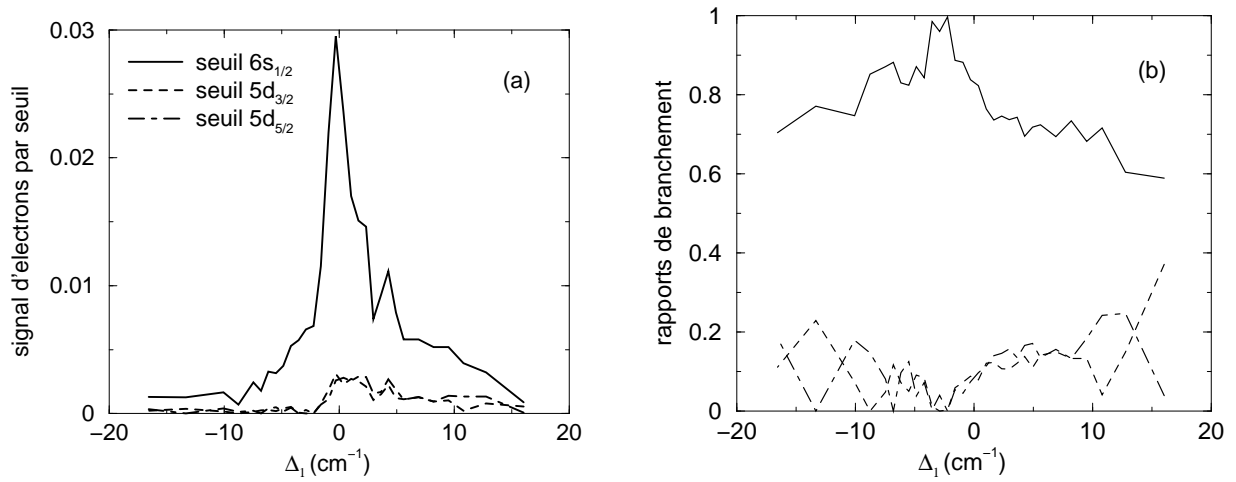 signal d'electrons par seuil
0.03
0.02
0.01
0
seuil 6s1/2
seuil 5d3/2
seuil 5d5/2
(a)
−20 −10 0 10 20
Δ1 (cm−1)
rapports de branchement
1
0.8
0.6
0.4
0.2
0
(b)
−20 −10 0 10 20
Δ1 (cm−1)